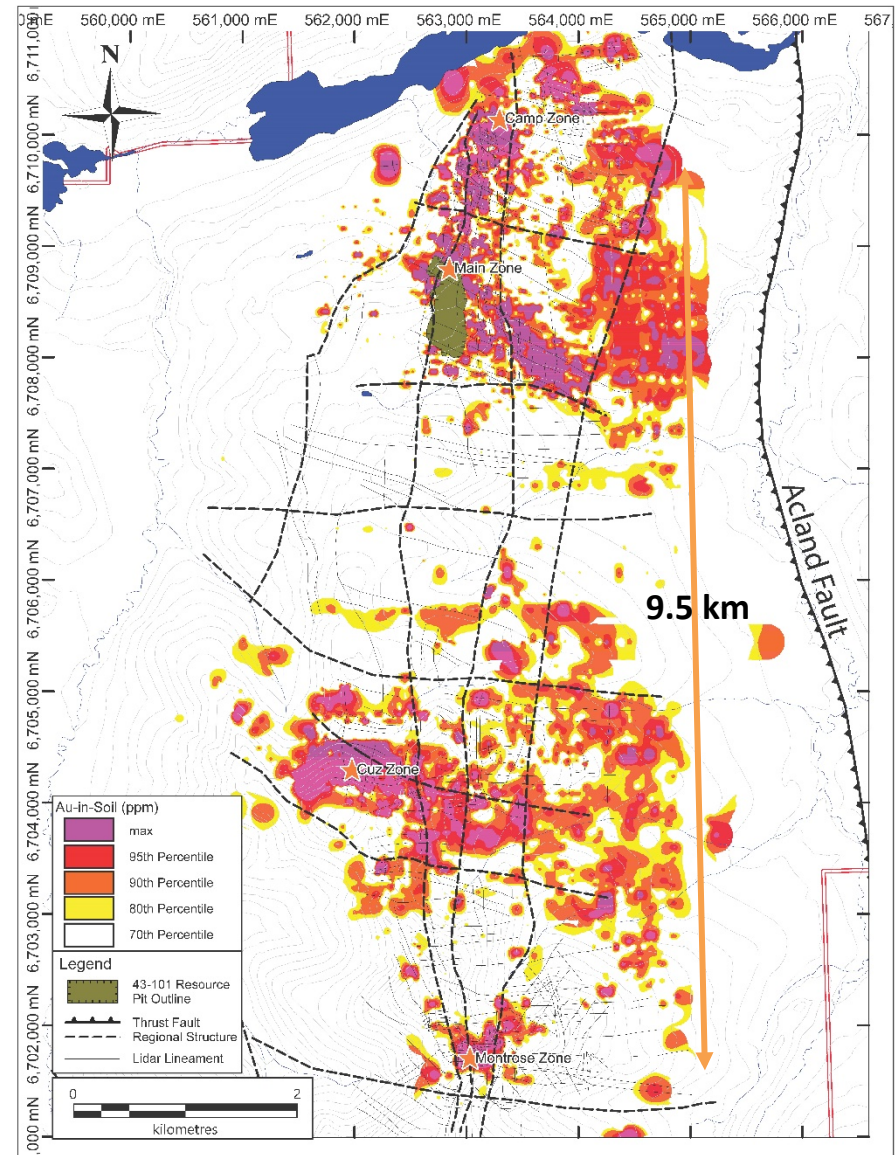 560,000 mE 561,000 mE 562,000 mE 563,000 mE 564,000 mE 565,000 mE 566,000 mE
6,711,000
N
Camp Zone
6,710,000 mN
6,709,000 mN
Main Zone
6,708,000 mN
6,707,000 mN
Acland Fault
6,706,000 mN
9.5 km
6,705,000 mN
Cuz Zone
6,704,000 mN
6,703,000 mN
6,702,000 mN
Montrose Zone
Au-in-Soil (ppm)
max
95th Percentile
90th Percentile
80th Percentile
70th Percentile
Legend
43-101 Resource
Pit Outline
Thrust Fault
Regional Structure
Lidar Lineament
0 2
kilometres